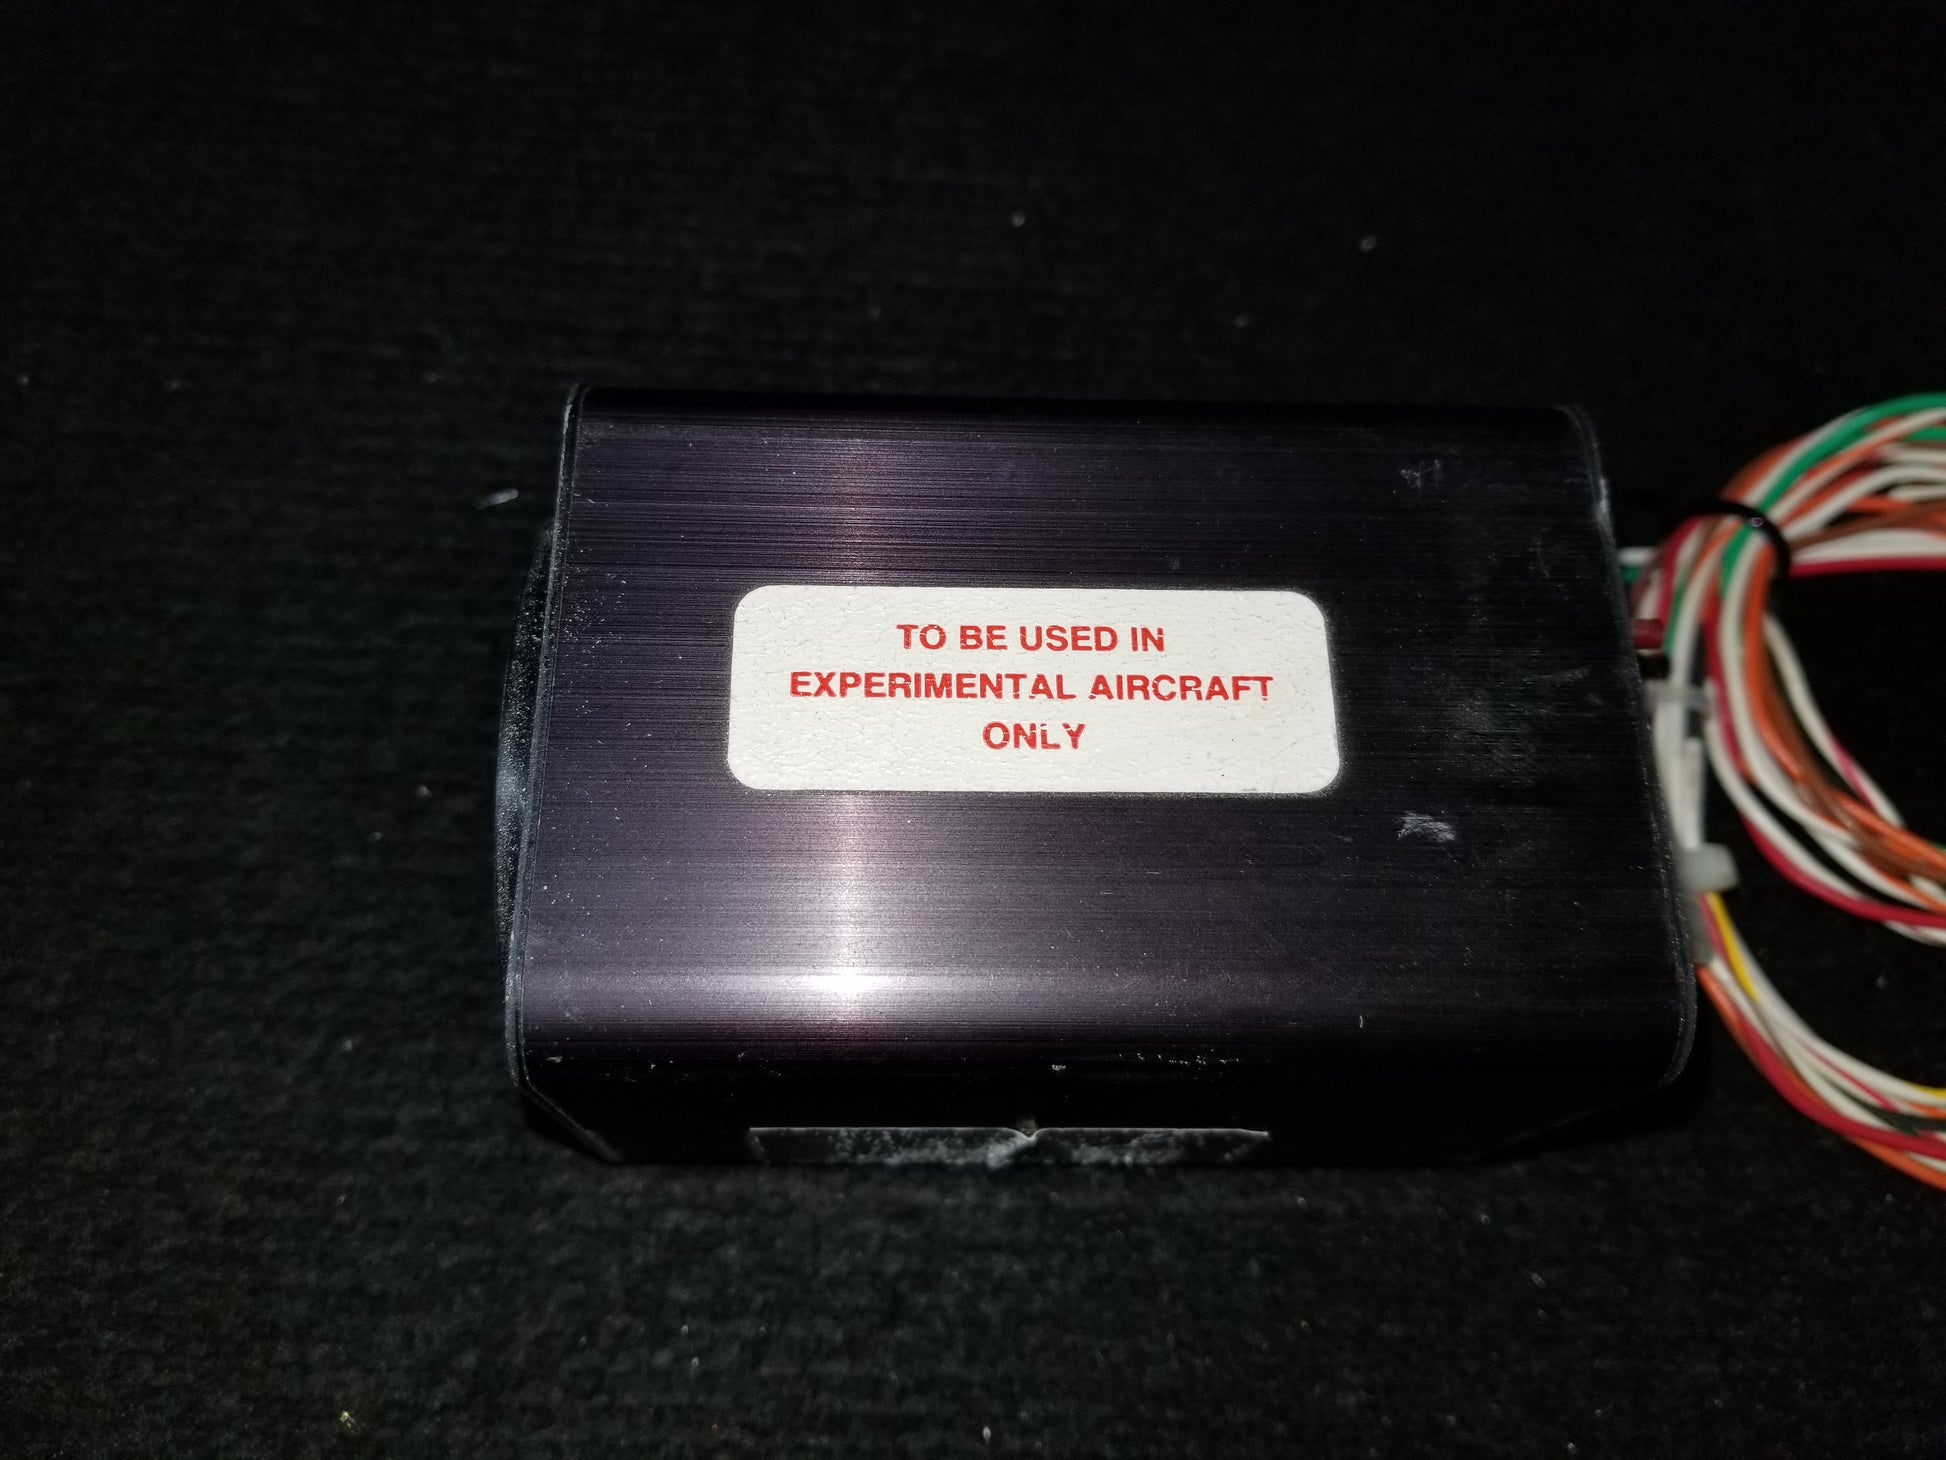 TO BE USED IN
EXPERIMENTAL AIRCRAFT
ONLY